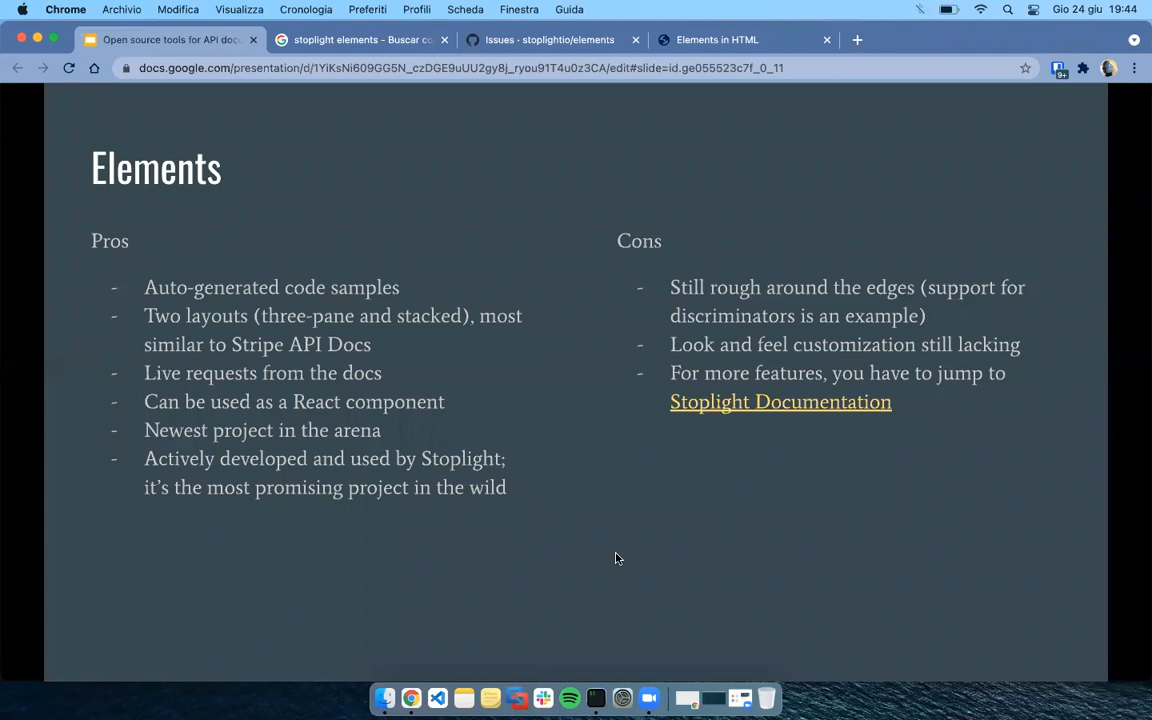 Chrome Archivio Modifica Visualizza Cronologia Preferiti Profili Scheda Finestra Guida Gio 24 giu 19:44
Open source tools for API doc
stoplight elements - Buscar co
Issues · stoplightio/elements
Elements in HTML
docs.google.com/presentation/d/1YiKsNi609GG5N_czDGE9uUU2gy8j_ryou91T4u0z3CA/edit#slide=id.ge055523c7f_0_11
9+
Elements
Pros
- Auto-generated code samples
- Two layouts (three-pane and stacked), most
similar to Stripe API Docs
- Live requests from the docs
- Can be used as a React component
- Newest project in the arena
- Actively developed and used by Stoplight;
it's the most promising project in the wild
Cons
- Still rough around the edges (support for
discriminators is an example)
- Look and feel customization still lacking
- For more features, you have to jump to
Stoplight Documentation